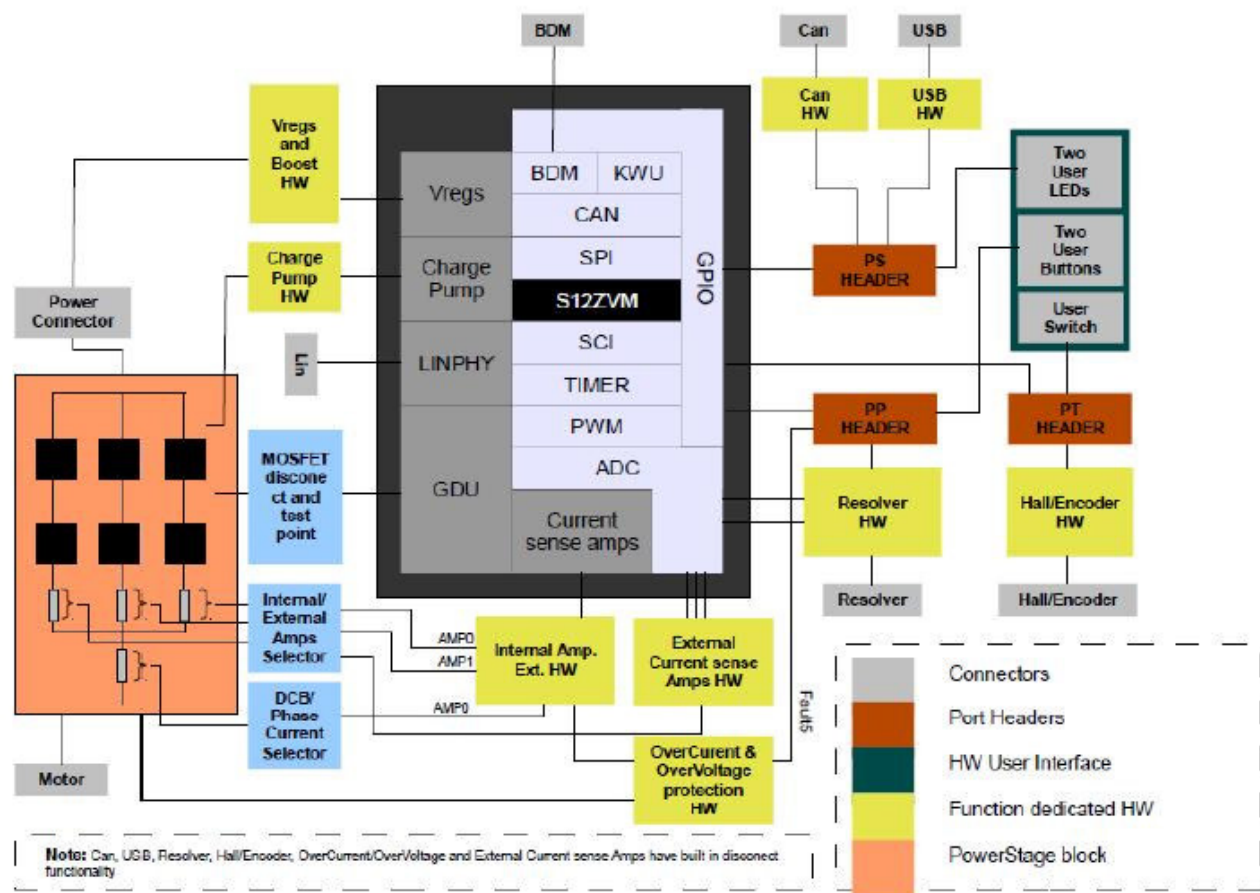 BDM
Can
USB
Vregs
and
Boost
HW
Can
HW
USB
HW
Two
User
LEDs
Two
User
Buttons
User
Switch
Vregs
BDM
KWU
CAN
SPI
S12ZVM
SCI
TIMER
PWM
ADC
GPIO
Charge
Pump
LINPHY
GDU
Current
sense amps
Charge
Pump
HW
Power
Connector
Lin
PS
HEADER
PP
HEADER
PT
HEADER
MOSFET
discone
ct and
test
point
Resolver
HW
Hall/Encoder
HW
Resolver
Hall/Encoder
Internal/
External
Amps
Selector
AMP0
AMP1
AMP0
Internal Amp.
Ext. HW
External
Current sense
Amps HW
DCB/
Phase
Current
Selector
Fault5
OverCurent &
OverVoltage
protection
HW
Motor
Connectors
Port Headers
HW User Interface
Function dedicated HW
PowerStage block
Note: Can, USB, Resolver, Hall/Encoder, OverCurrent/OverVoltage and External Current sense Amps have built in disconect
functionality